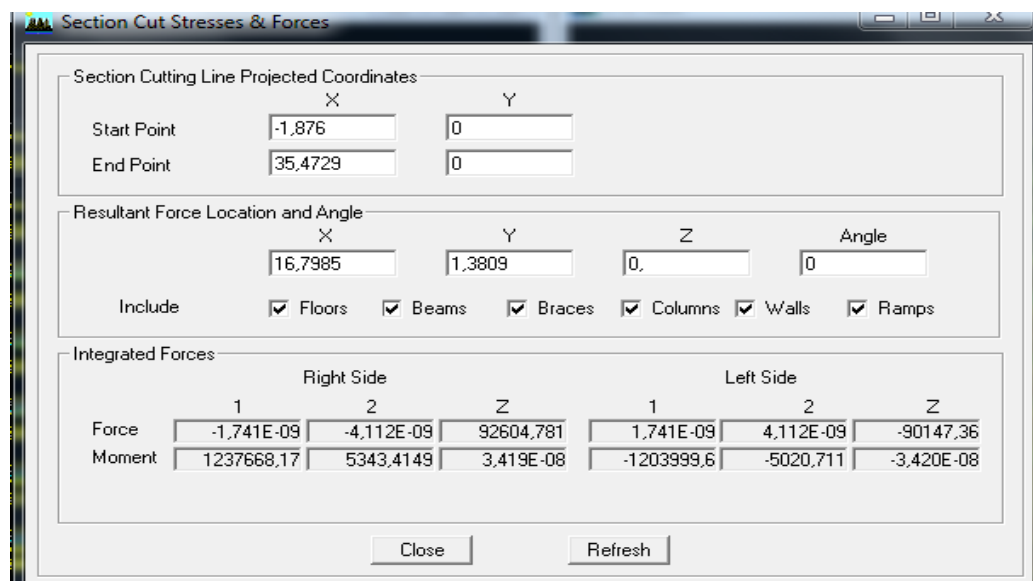 Section Cut Stresses & Forces
Section Cutting Line Projected Coordinates
X Y
Start Point -1,876 0
End Point 35,4729 0
Resultant Force Location and Angle
X Y Z Angle
16,7985 1,3809 0, 0
Include Floors Beams Braces Columns Walls Ramps
Integrated Forces
Right Side Left Side
1 2 Z 1 2 Z
Force -1,741E-09 -4,112E-09 92604,781 1,741E-09 4,112E-09 -90147,36
Moment 1237668,17 5343,4149 3,419E-08 -1203999,6 -5020,711 -3,420E-08
Close Refresh